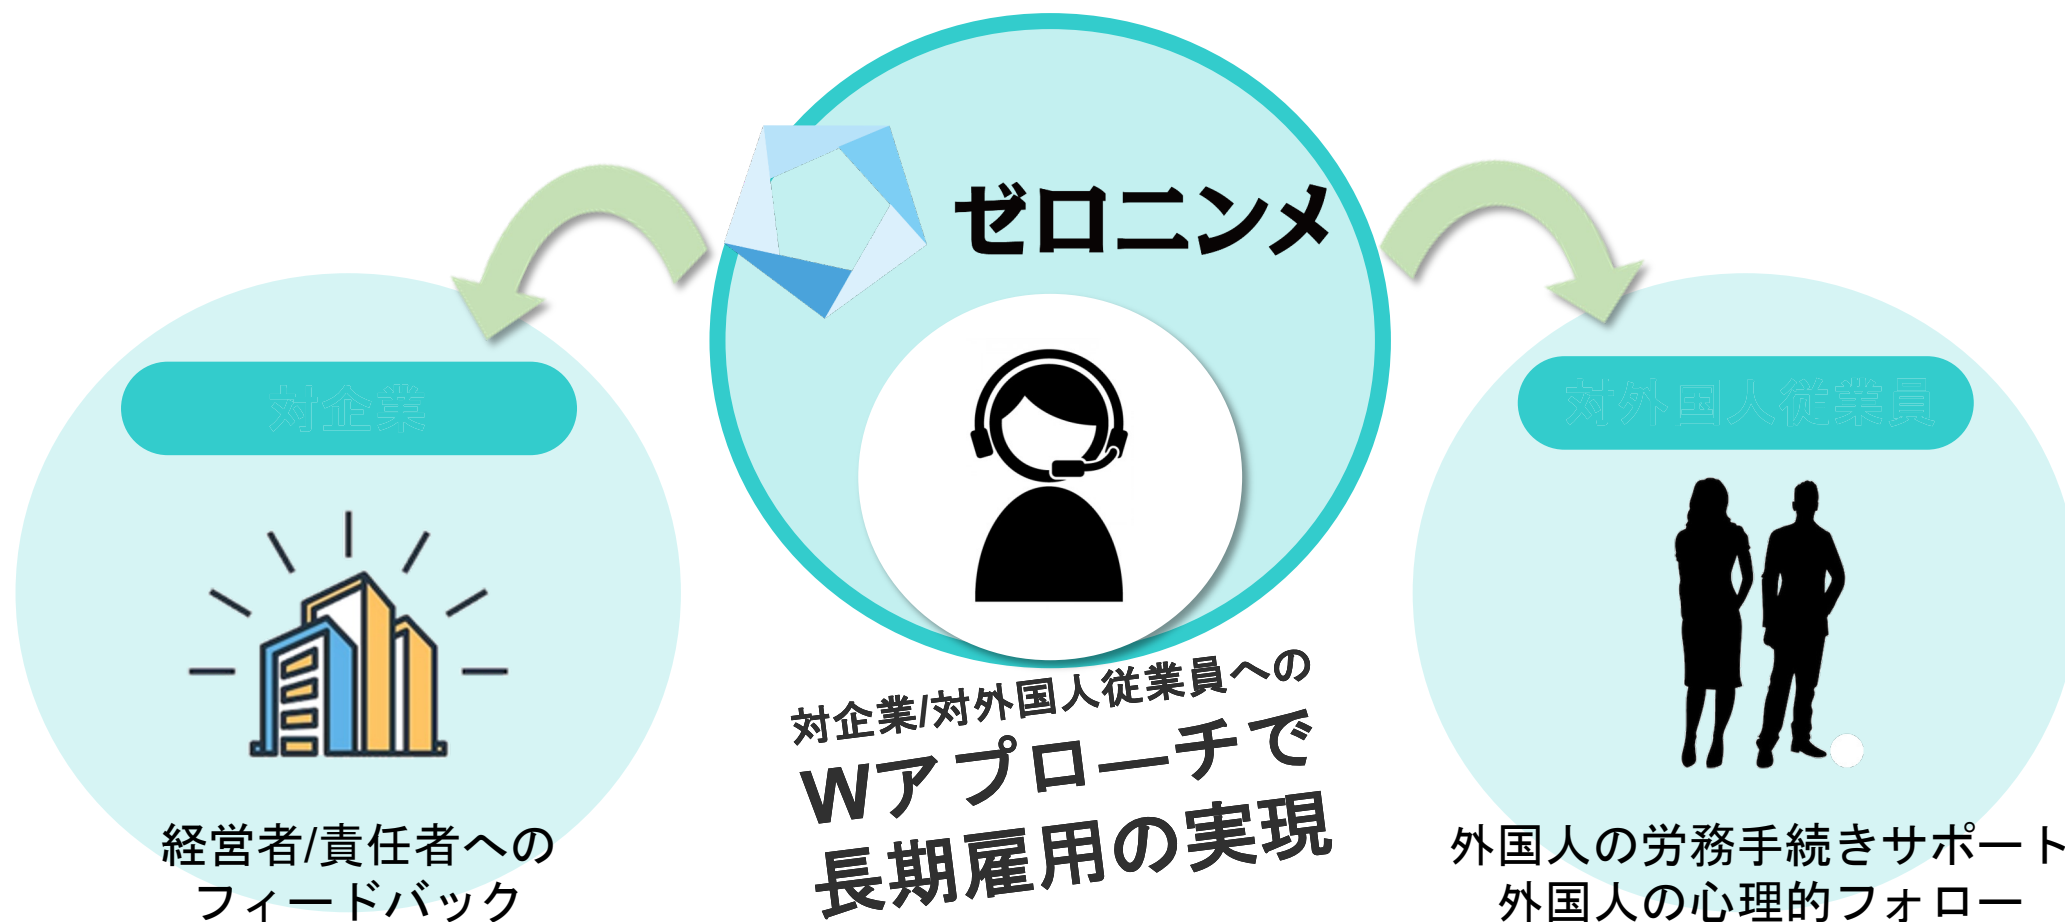 ゼロニンメ
対企業
対外国人従業員
対企業/対外国人従業員への
Wアプローチで
長期雇用の実現
経営者/責任者への
フィードバック
外国人の労務手続きサポート
外国人の心理的フォロー